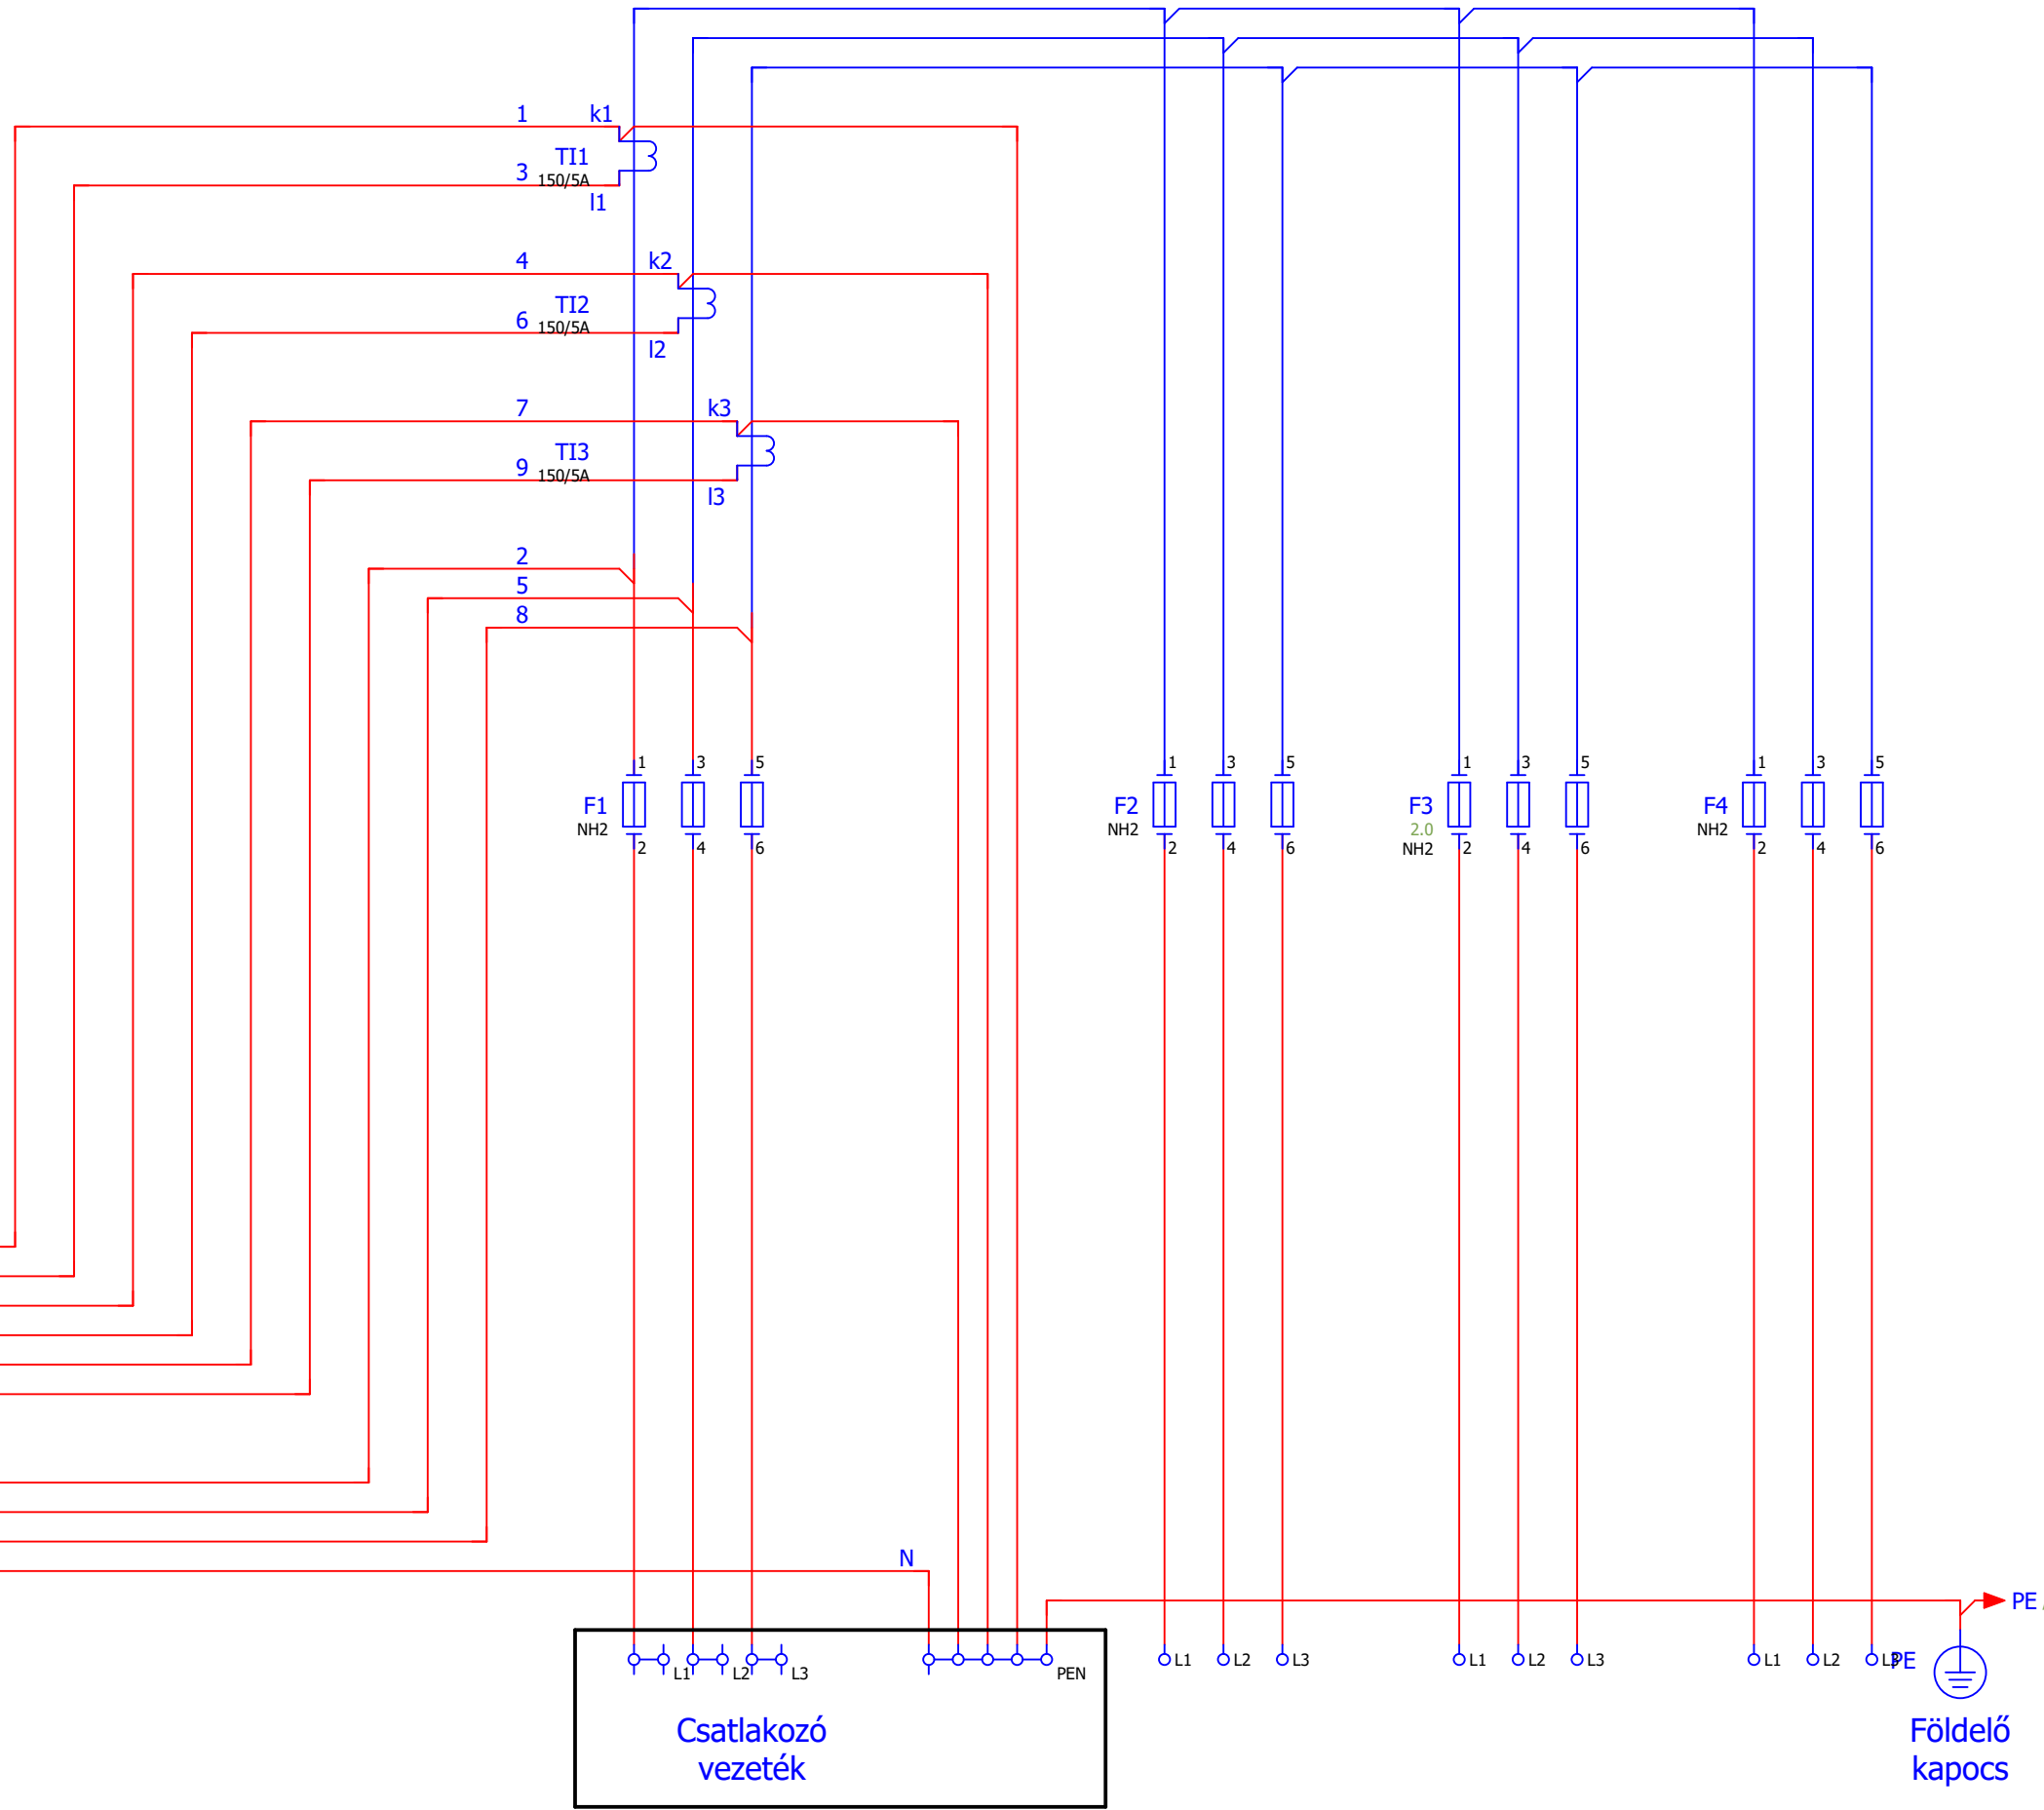 1 k1
TI1
3 150/5A
l1
4 k2
TI2
6 150/5A
l2
7 k3
TI3
9 150/5A
l3
2
5
8
1 3 5 1 3 5 1 3 5 1 3 5
F1 F2 F3 F4
NH2 NH2 2.0 NH2
NH2
2 4 6 2 4 6 2 4 6 2 4 6
N
PE
L1 L2 L3 PEN L1 L2 L3 L1 L2 L3 L1 L2 L3 PE
Csatlakozó
vezeték
Földelő
kapocs